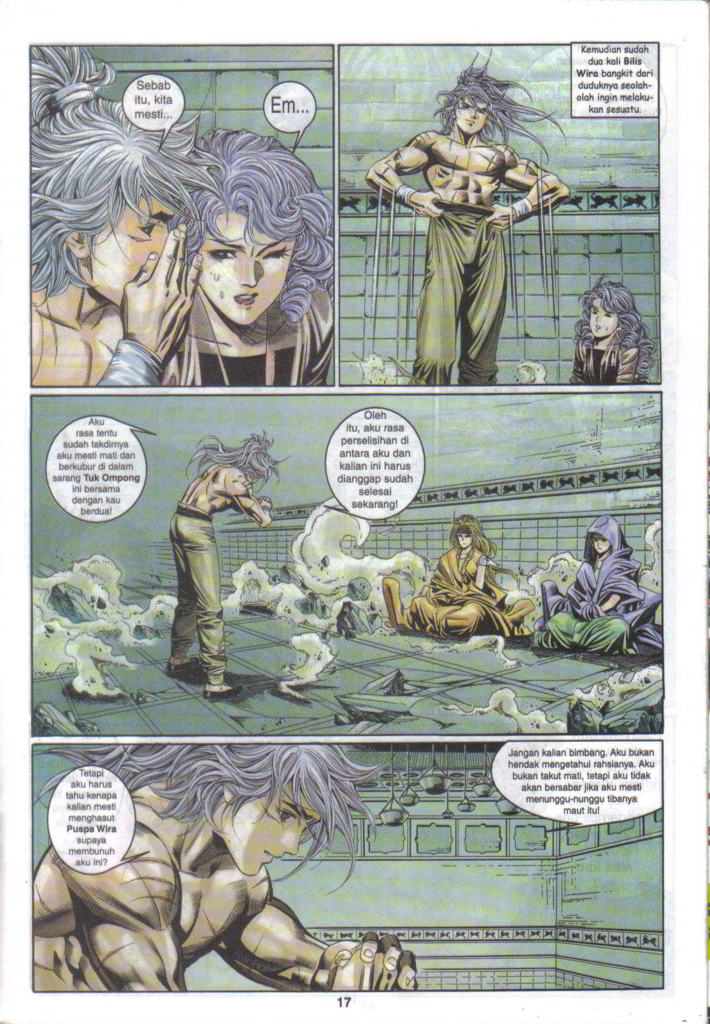 Sebab
itu, kita
mesti...
Em...
Kemudian sudah
dua kali Bilis
Wira bangkit dari
duduknya seolah-
olah ingin melaku-
kan sesuatu.
Aku
rasa tentu
sudah takdirnya
aku mesti mati dan
berkubur di dalam
sarang Tuk Ompong
ini bersama
dengan kau
berdua!
Oleh
itu, aku rasa
perselisihan di
antara aku dan
kalian ini harus
dianggap sudah
selesai
sekarang!
Tetapi
aku harus
tahu kenapa
kalian mesti
menghasut
Puspa Wira
supaya
membunuh
aku ini?
Jangan kalian bimbang. Aku bukan
hendak mengetahui rahsianya. Aku
bukan takut mati, tetapi aku tidak
akan bersabar jika aku mesti
menunggu-nunggu tibanya
maut itu!
17